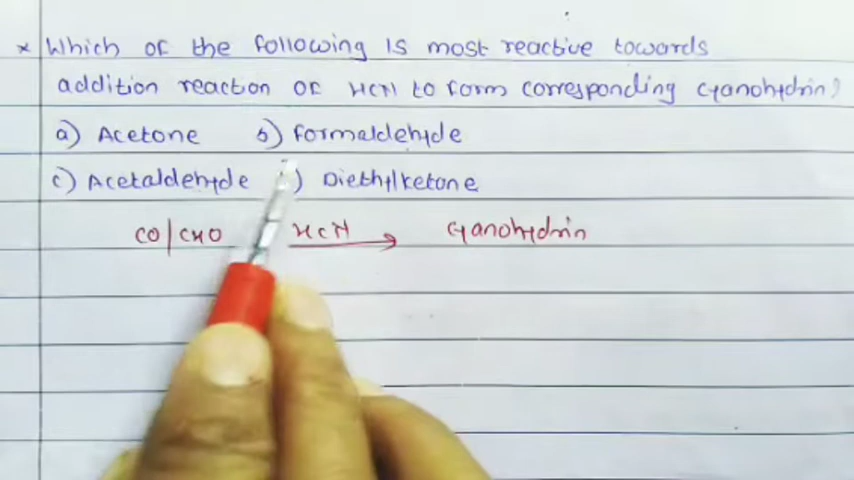 * Which of the following is most reactive towards
addition reaction of HCN to form corresponding cyanohydrin?
a) Acetone b) Formaldehyde
c) Acetaldehyde ) Diethylketone
CO/CHO HCN → cyanohydrin